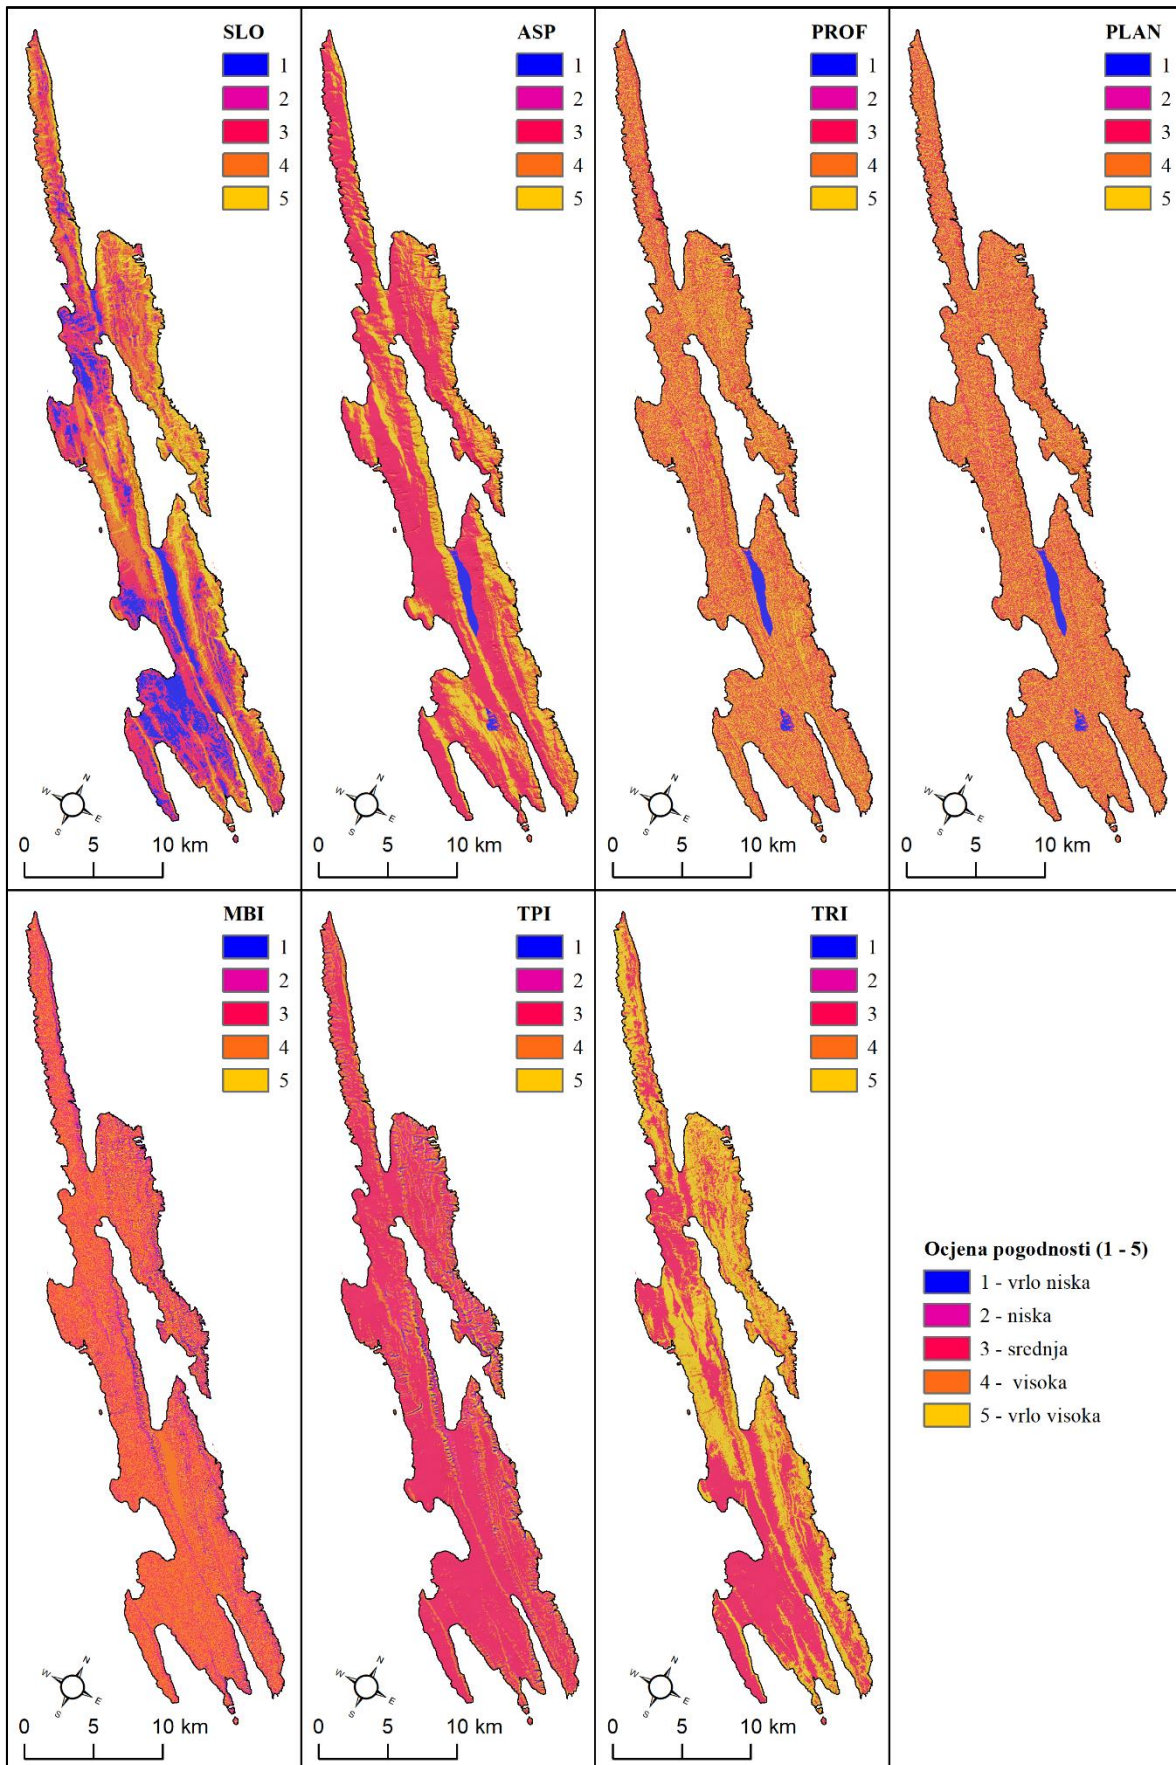 SLO
1
2
3
4
5
N
W
E
S
0 5 10 km
ASP
1
2
3
4
5
N
W
E
S
0 5 10 km
PROF
1
2
3
4
5
N
W
E
S
0 5 10 km
PLAN
1
2
3
4
5
N
W
E
S
0 5 10 km
MBI
1
2
3
4
5
N
W
E
S
0 5 10 km
TPI
1
2
3
4
5
N
W
E
S
0 5 10 km
TRI
1
2
3
4
5
N
W
E
S
0 5 10 km
Ocjena pogodnosti (1 - 5)
1 - vrlo niska
2 - niska
3 - srednja
4 - visoka
5 - vrlo visoka